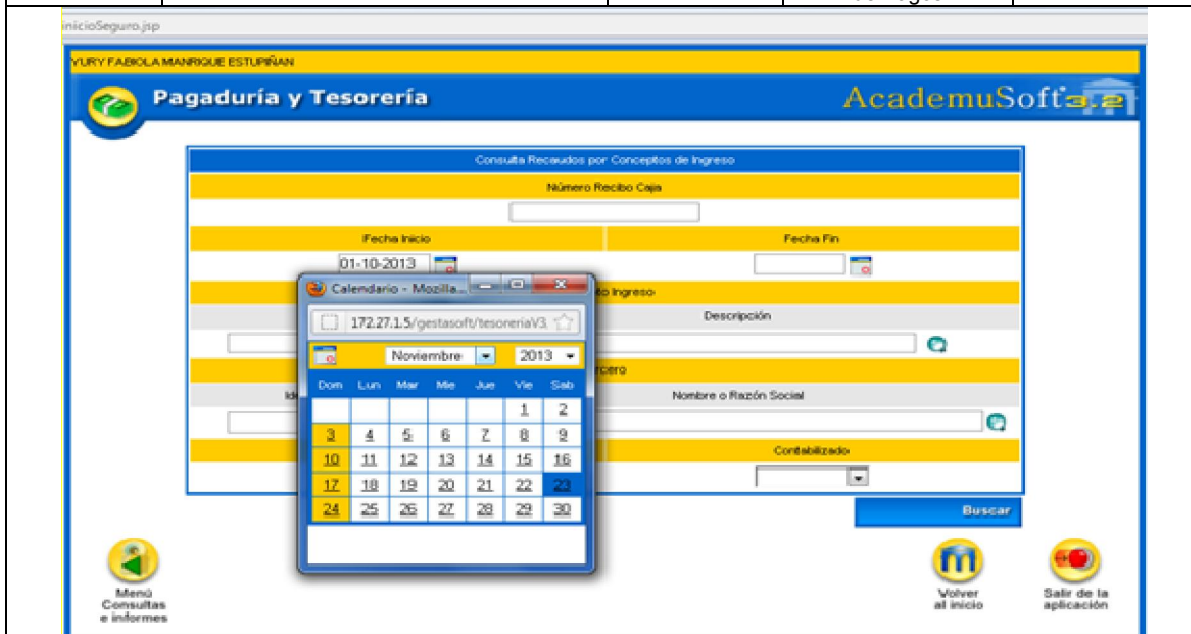 inicioSeguro.jsp
YURY FABIOLA MANRIQUE ESTUPIÑAN
Pagaduría y Tesorería
AcademuSoft 3.2
Consulta Recaudos por Conceptos de Ingreso
Número Recibo Caja
Fecha Inicio Fecha Fin
01-10-2013
Calendario - Mozilla...
Ingreso
172.27.1.5/gestasoft/tesoreriaV3. Descripción
Noviembre 2013
Dom Lun Mar Mie Jue Vie Sab
Nombre o Razón Social
1 2
3 4 5 6 7 8 9
10 11 12 13 14 15 16
Contabilizado
17 18 19 20 21 22 23
24 25 26 27 28 29 30
Buscar
Menú
Consultas
e informes
Volver
al inicio
Salir de la
aplicación